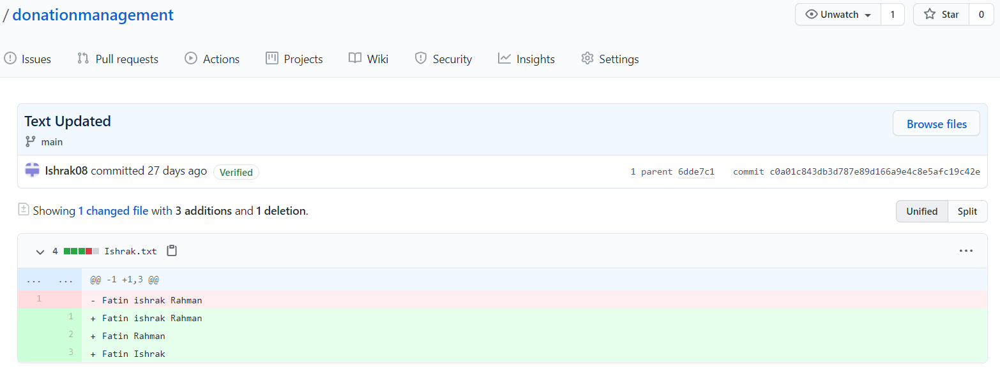 / donationmanagement
Unwatch 1 Star 0
Issues Pull requests Actions Projects Wiki Security Insights Settings
Text Updated
Browse files
main
Ishrak08 committed 27 days ago Verified 1 parent 6dde7c1 commit c0a01c843db3d787e89d166a9e4c8e5afc19c42e
Showing 1 changed file with 3 additions and 1 deletion.
Unified Split
4 Ishrak.txt
... ... @@ -1 +1,3 @@
1 - Fatin ishrak Rahman
1 + Fatin ishrak Rahman
2 + Fatin Rahman
3 + Fatin Ishrak